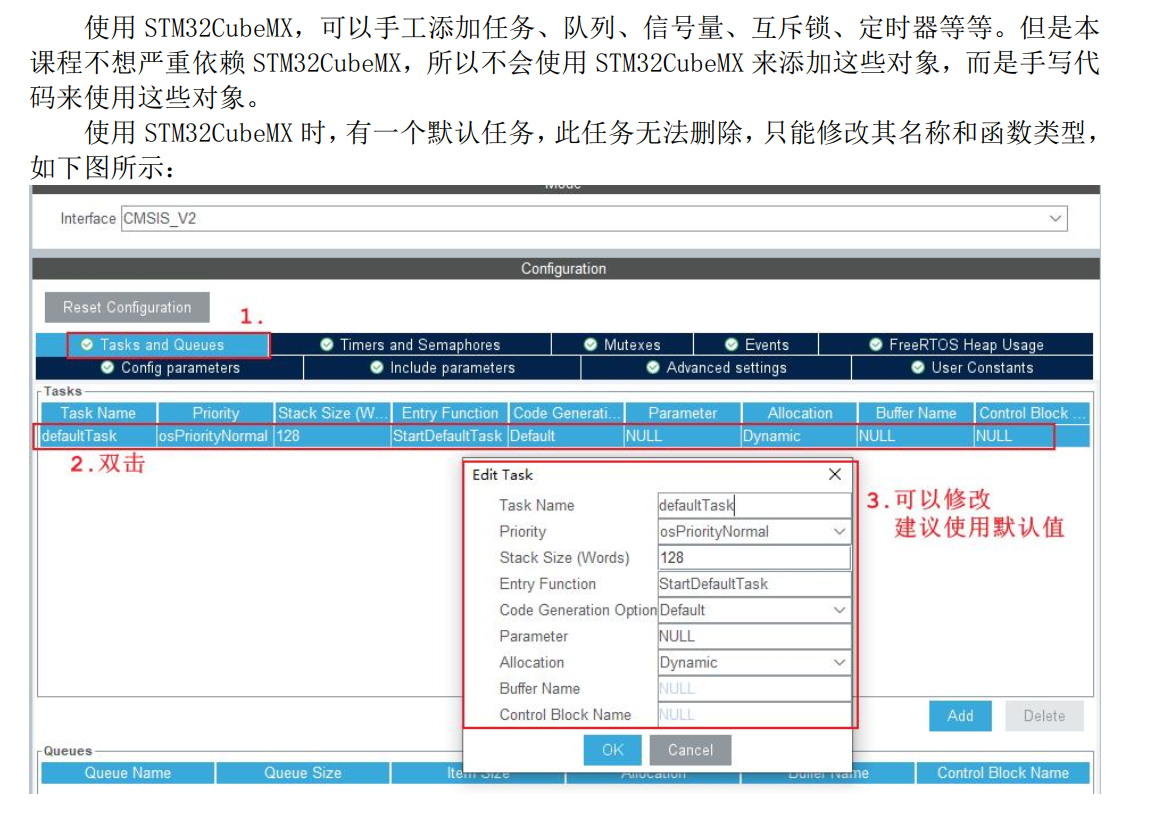 使用 STM32CubeMX，可以手工添加任务、队列、信号量、互斥锁、定时器等等。但是本
课程不想严重依赖 STM32CubeMX，所以不会使用 STM32CubeMX 来添加这些对象，而是手写代
码来使用这些对象。
使用 STM32CubeMX 时，有一个默认任务，此任务无法删除，只能修改其名称和函数类型，
如下图所示：
Mode
Interface CMSIS_V2
Configuration
Reset Configuration
1.
Tasks and Queues Timers and Semaphores Mutexes Events FreeRTOS Heap Usage
Config parameters Include parameters Advanced settings User Constants
Tasks
Task Name Priority Stack Size (W... Entry Function Code Generati... Parameter Allocation Buffer Name Control Block ...
defaultTask osPriorityNormal 128 StartDefaultTask Default NULL Dynamic NULL NULL
2.双击
Edit Task
Task Name defaultTask
Priority osPriorityNormal
Stack Size (Words) 128
Entry Function StartDefaultTask
Code Generation Option Default
Parameter NULL
Allocation Dynamic
Buffer Name NULL
Control Block Name NULL
OK Cancel
3.可以修改
建议使用默认值
Add Delete
Queues
Queue Name Queue Size Item Size Allocation Buffer Name Control Block Name